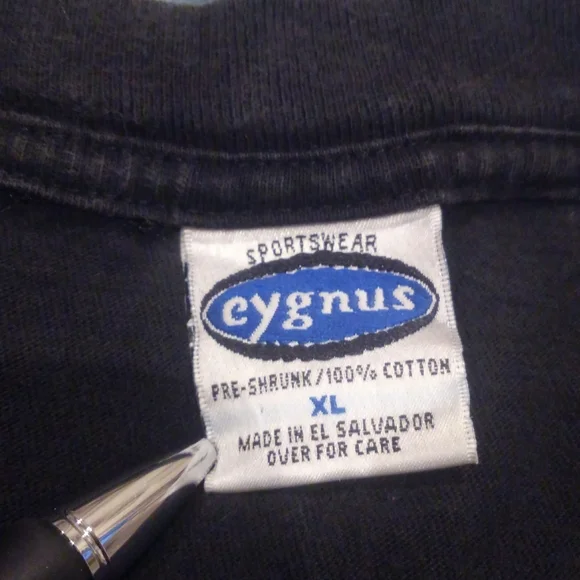 SPORTSWEAR
cygnus
PRE-SHRUNK/100% COTTON
XL
MADE IN EL SALVADOR
OVER FOR CARE